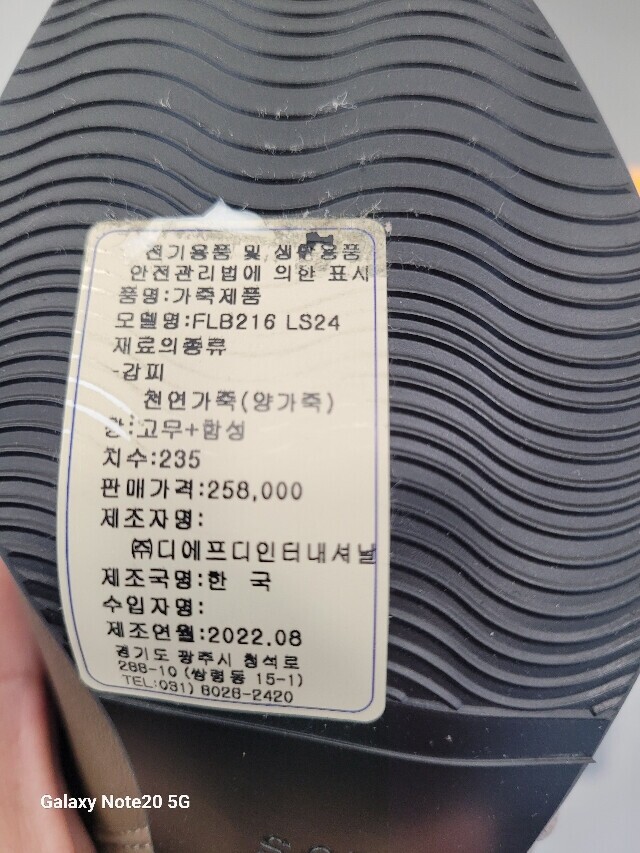 전기용품 및 생활용품
안전관리법에 의한 표시
품명:가죽제품
모델명:FLB216 LS24
재료의종류
-감피
천연가죽(양가죽)
창:고무+합성
치수:235
판매가격:258,000
제조자명:
㈜디에프디인터내셔날
제조국명:한 국
수입자명:
제조연월:2022.08
경기도 광주시 청석로
288-10 (쌍령동 15-1)
TEL:031) 8026-2420
Galaxy Note20 5G